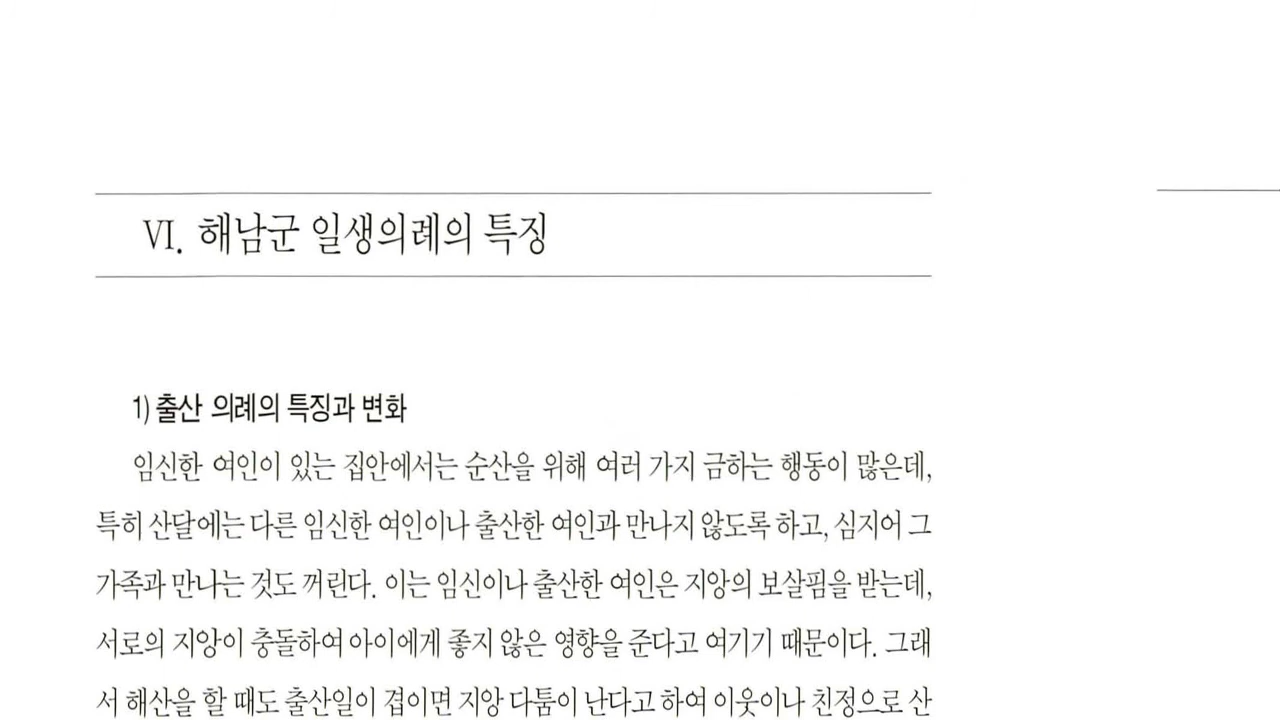 Ⅵ. 해남군 일생의례의 특징
1) 출산 의례의 특징과 변화
임신한 여인이 있는 집안에서는 순산을 위해 여러 가지 금하는 행동이 많은데,
특히 산달에는 다른 임신한 여인이나 출산한 여인과 만나지 않도록 하고, 심지어 그
가족과 만나는 것도 꺼린다. 이는 임신이나 출산한 여인은 지앙의 보살핌을 받는데,
서로의 지앙이 충돌하여 아이에게 좋지 않은 영향을 준다고 여기기 때문이다. 그래
서 해산을 할 때도 출산일이 겹이면 지앙 다툼이 난다고 하여 이웃이나 친정으로 산